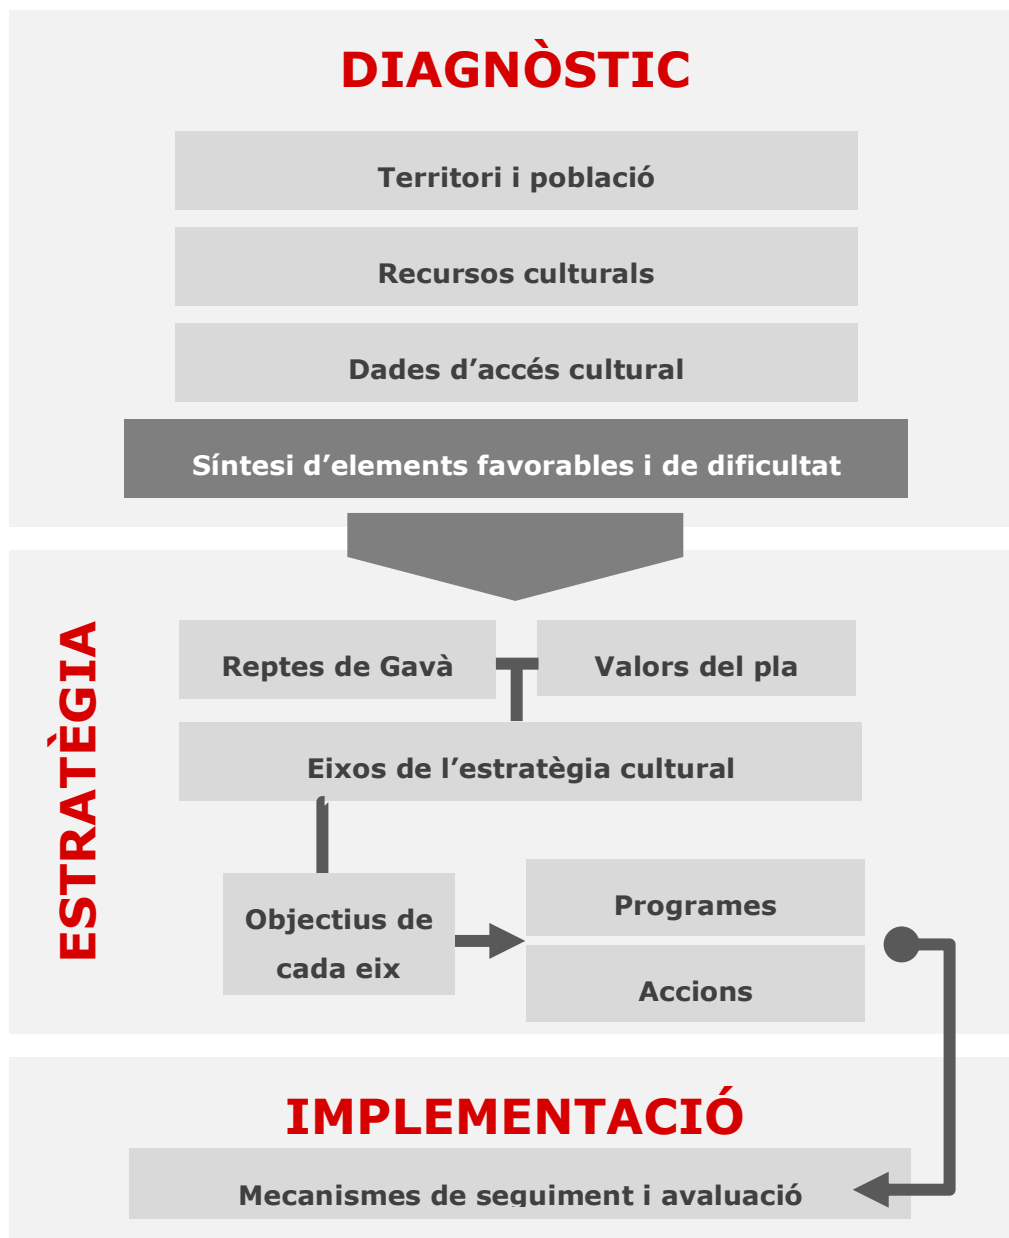 DIAGNÒSTIC
Territori i població
Recursos culturals
Dades d’accés cultural
Síntesi d’elements favorables i de dificultat
ESTRATÈGIA
Reptes de Gavà
Valors del pla
Eixos de l’estratègia cultural
Objectius de
cada eix
Programes
Accions
IMPLEMENTACIÓ
Mecanismes de seguiment i avaluació